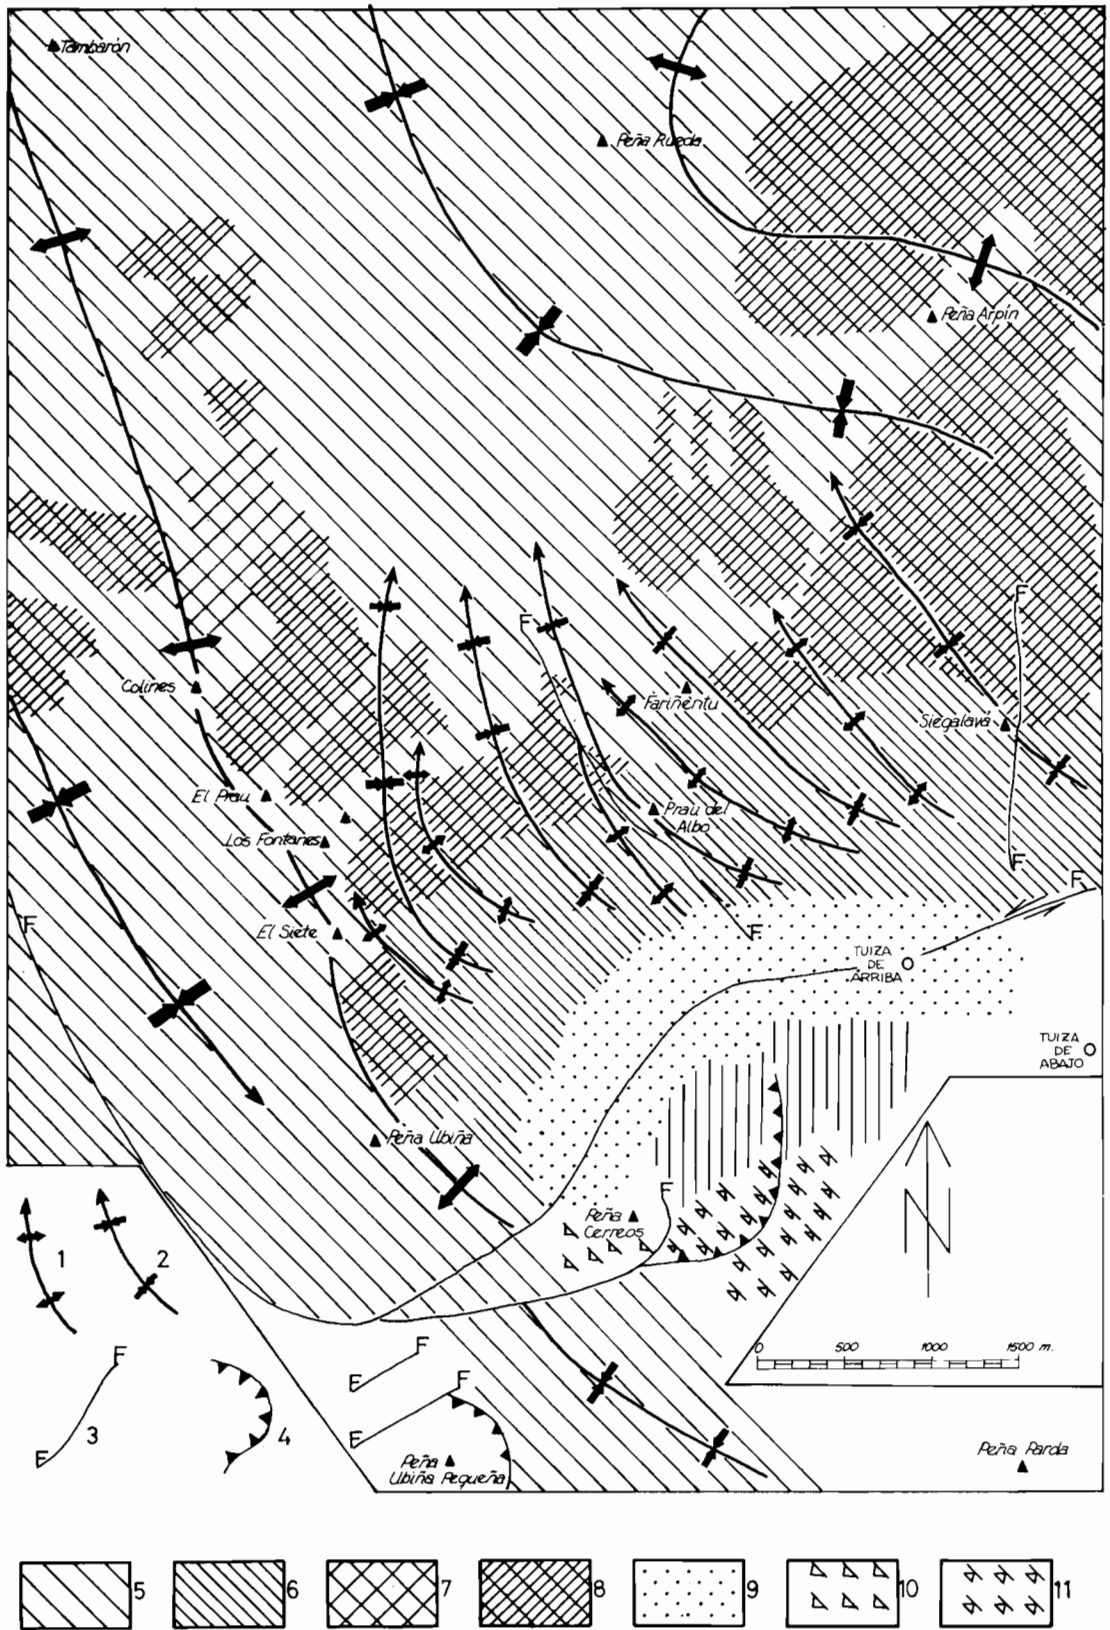 Tambarón
Peña Rueda
Peña Arpin
Colines
Fariñentu
Siegalavá
El Prau
Prau del
Albo
Los Fontanes
El Siete
F
F
F
F
F
F
TUIZA
DE
ARRIBA
TUIZA
DE
ABAJO
Peña Ubiña
F
Peña
Cerreos
N
1
2
0 500 1000 1500 m.
F
F
3
4
F
F
F
F
Peña
Ubiña Pequeña
Peña Parda
5 6 7 8 9 10 11